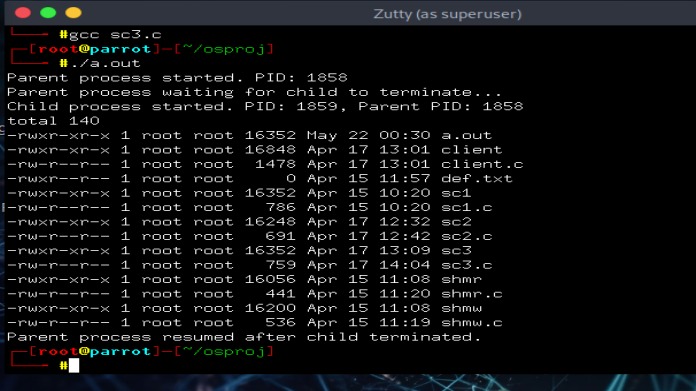 Zutty (as superuser)
└──╼ #gcc sc3.c
┌─[root@parrot]─[~/osproj]
└──╼ #./a.out
Parent process started. PID: 1858
Parent process waiting for child to terminate...
Child process started. PID: 1859, Parent PID: 1858
total 140
-rwxr-xr-x 1 root root 16352 May 22 00:30 a.out
-rwxr-xr-x 1 root root 16848 Apr 17 13:01 client
-rw-r--r-- 1 root root  1478 Apr 17 13:01 client.c
-rw-r--r-- 1 root root     0 Apr 15 11:57 def.txt
-rwxr-xr-x 1 root root 16352 Apr 15 10:20 sc1
-rw-r--r-- 1 root root   786 Apr 15 10:20 sc1.c
-rwxr-xr-x 1 root root 16248 Apr 17 12:32 sc2
-rw-r--r-- 1 root root   691 Apr 17 12:42 sc2.c
-rwxr-xr-x 1 root root 16352 Apr 17 13:09 sc3
-rw-r--r-- 1 root root   759 Apr 17 14:04 sc3.c
-rwxr-xr-x 1 root root 16056 Apr 15 11:08 shmr
-rw-r--r-- 1 root root   441 Apr 15 11:20 shmr.c
-rwxr-xr-x 1 root root 16200 Apr 15 11:08 shmw
-rw-r--r-- 1 root root   536 Apr 15 11:19 shmw.c
Parent process resumed after child terminated.
┌─[root@parrot]─[~/osproj]
└──╼ #